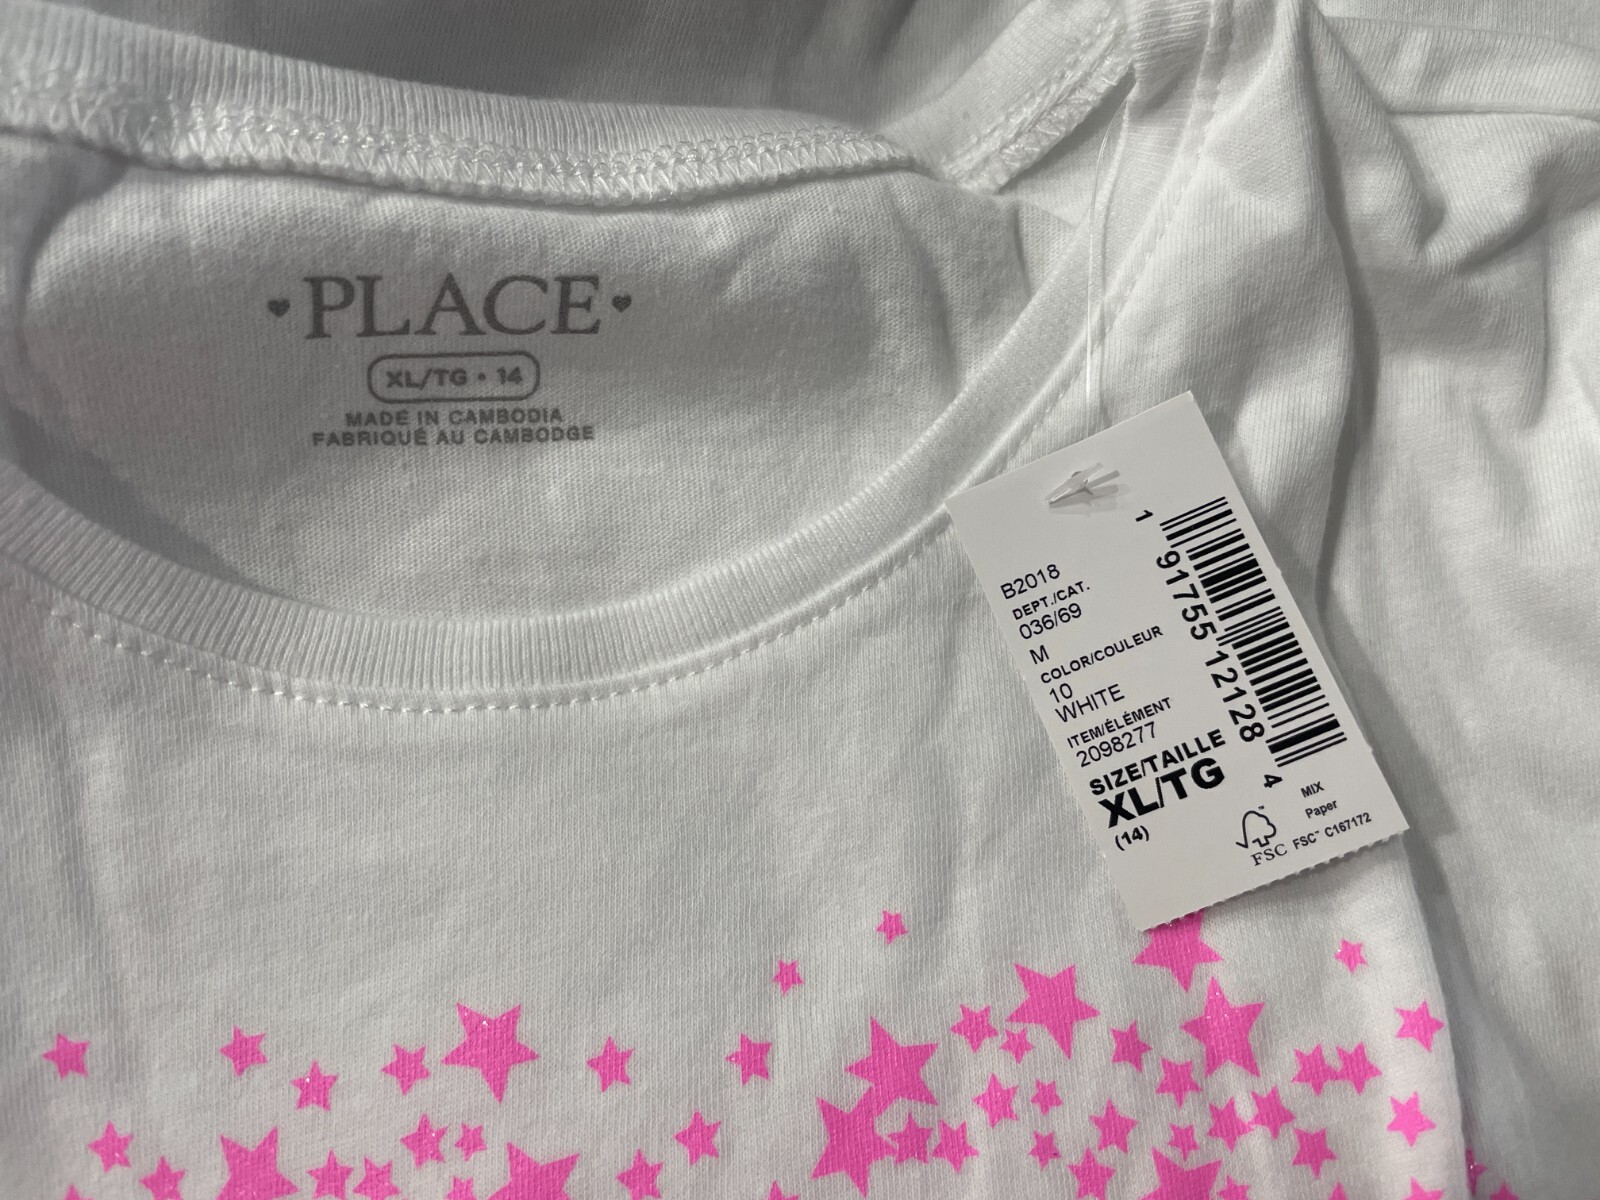 PLACE
XL/TG • 14
MADE IN CAMBODIA
FABRIQUÉ AU CAMBODGE
B2018
DEPT./CAT.
036/69
M
COLOR/COULEUR
10
WHITE
ITEM/ÉLÉMENT
2098277
SIZE/TAILLE
XL/TG
(14)
1 91755 12128 4
MIX
Paper
FSC™ C167172
FSC